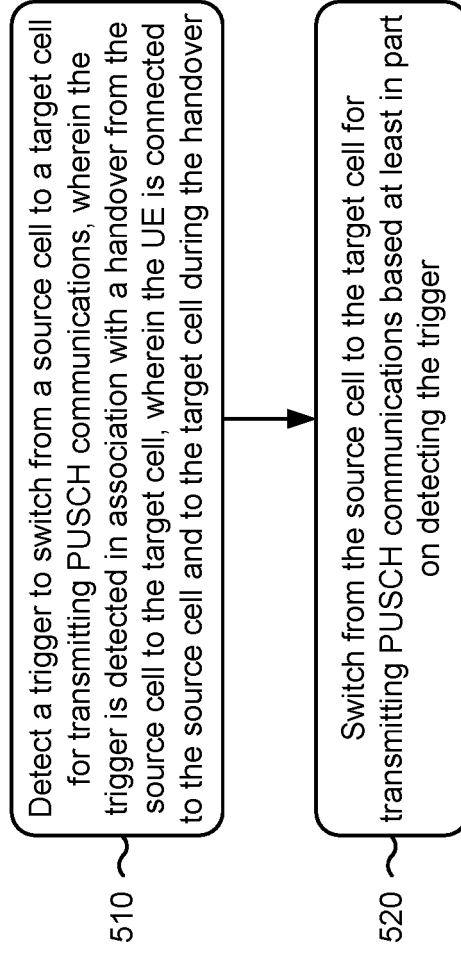 510
Detect a trigger to switch from a source cell to a target cell
for transmitting PUSCH communications, wherein the
trigger is detected in association with a handover from the
source cell to the target cell, wherein the UE is connected
to the source cell and to the target cell during the handover
520
Switch from the source cell to the target cell for
transmitting PUSCH communications based at least in part
on detecting the trigger